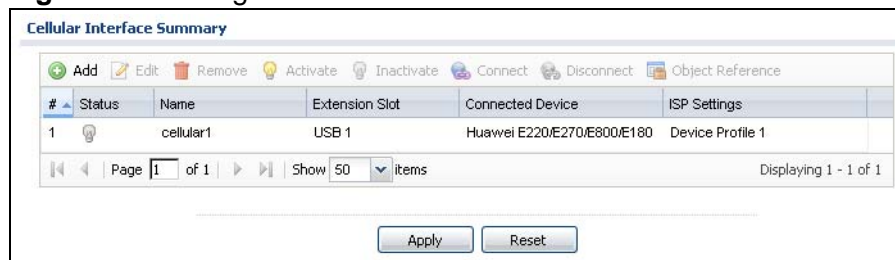 Cellular Interface Summary
Add Edit Remove Activate Inactivate Connect Disconnect Object Reference
# Status Name Extension Slot Connected Device ISP Settings
1 cellular1 USB 1 Huawei E220/E270/E800/E180 Device Profile 1
Page 1 of 1 Show 50 items Displaying 1 - 1 of 1
Apply Reset